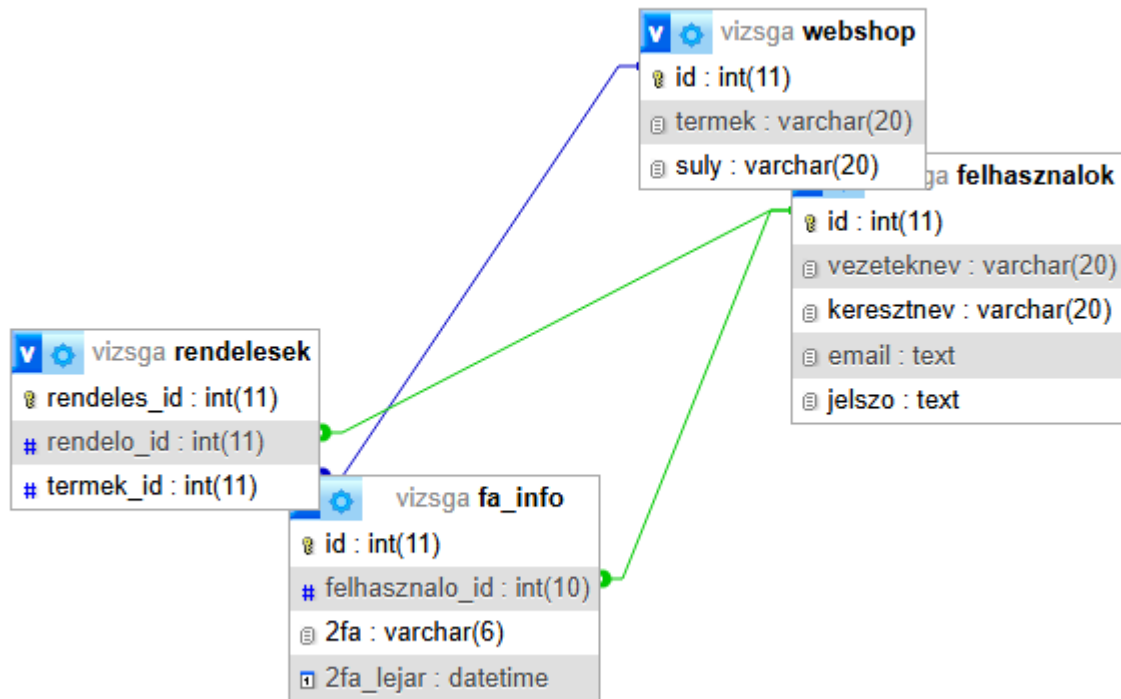 v vizsga webshop
id : int(11)
termek : varchar(20)
suly : varchar(20)
felhasznalok
id : int(11)
vezeteknev : varchar(20)
keresztnev : varchar(20)
email : text
jelszo : text
v vizsga rendelesek
rendeles_id : int(11)
# rendelo_id : int(11)
# termek_id : int(11)
vizsga fa_info
id : int(11)
# felhasznalo_id : int(10)
2fa : varchar(6)
2fa_lejar : datetime